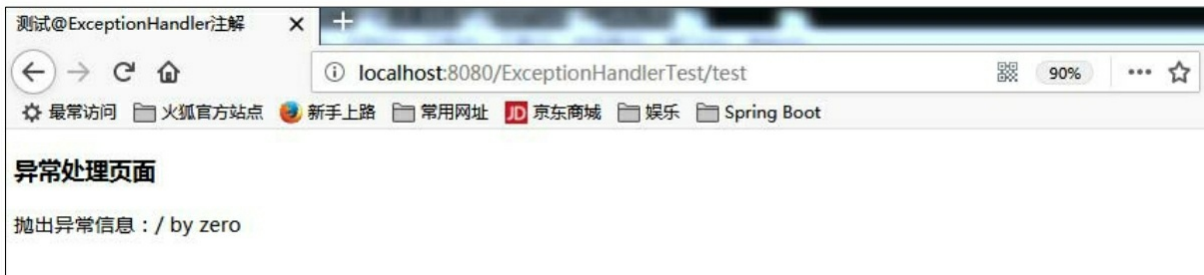 测试@ExceptionHandler注解
localhost:8080/ExceptionHandlerTest/test 90%
最常访问 火狐官方站点 新手上路 常用网址 JD 京东商城 娱乐 Spring Boot
异常处理页面
抛出异常信息：/ by zero